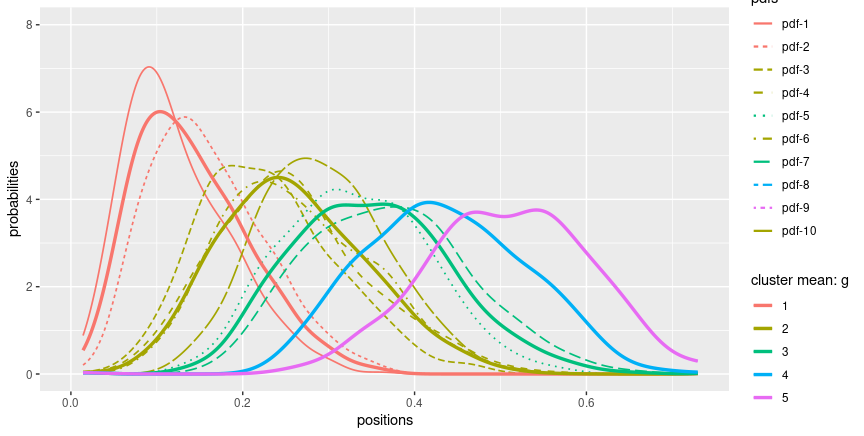 8
6
4
2
0
probabilities
0.0
0.2
0.4
0.6
positions
pdfs
pdf-1
pdf-2
pdf-3
pdf-4
pdf-5
pdf-6
pdf-7
pdf-8
pdf-9
pdf-10
cluster mean: g
1
2
3
4
5